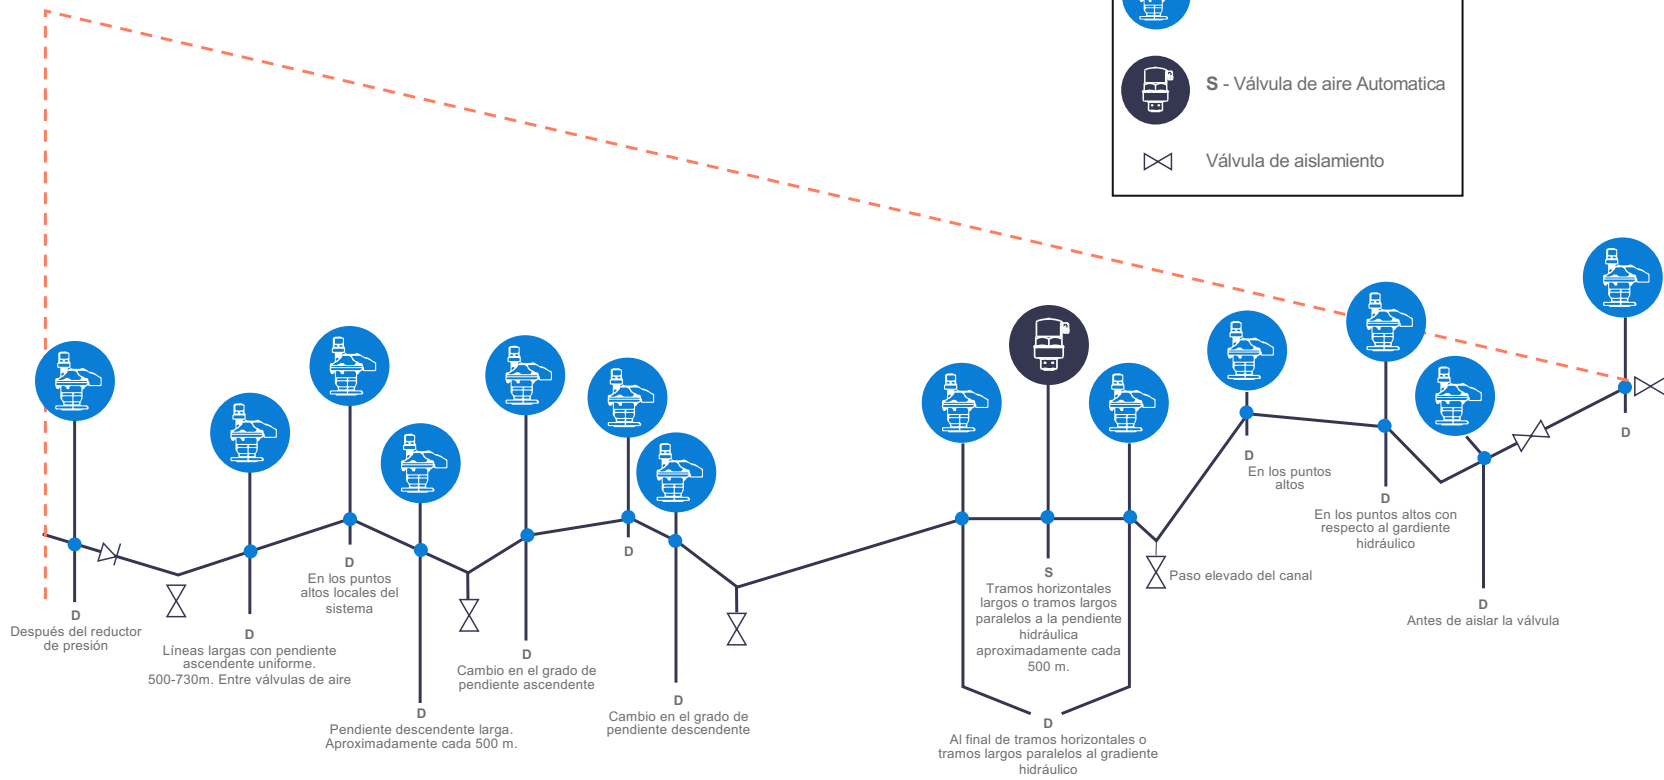 S - Válvula de aire Automatica
Válvula de aislamiento
D
Después del reductor
de presión
D
Líneas largas con pendiente
ascendente uniforme.
500-730m. Entre válvulas de aire
D
En los puntos
altos locales del
sistema
D
Pendiente descendente larga.
Aproximadamente cada 500 m.
D
Cambio en el grado de
pendiente ascendente
D
D
Cambio en el grado de
pendiente descendente
S
Tramos horizontales
largos o tramos largos
paralelos a la pendiente
hidráulica
aproximadamente cada
500 m.
D
Al final de tramos horizontales o
tramos largos paralelos al gradiente
hidráulico
Paso elevado del canal
D
En los puntos
altos
D
En los puntos altos con
respecto al gardiente
hidráulico
D
Antes de aislar la válvula
D